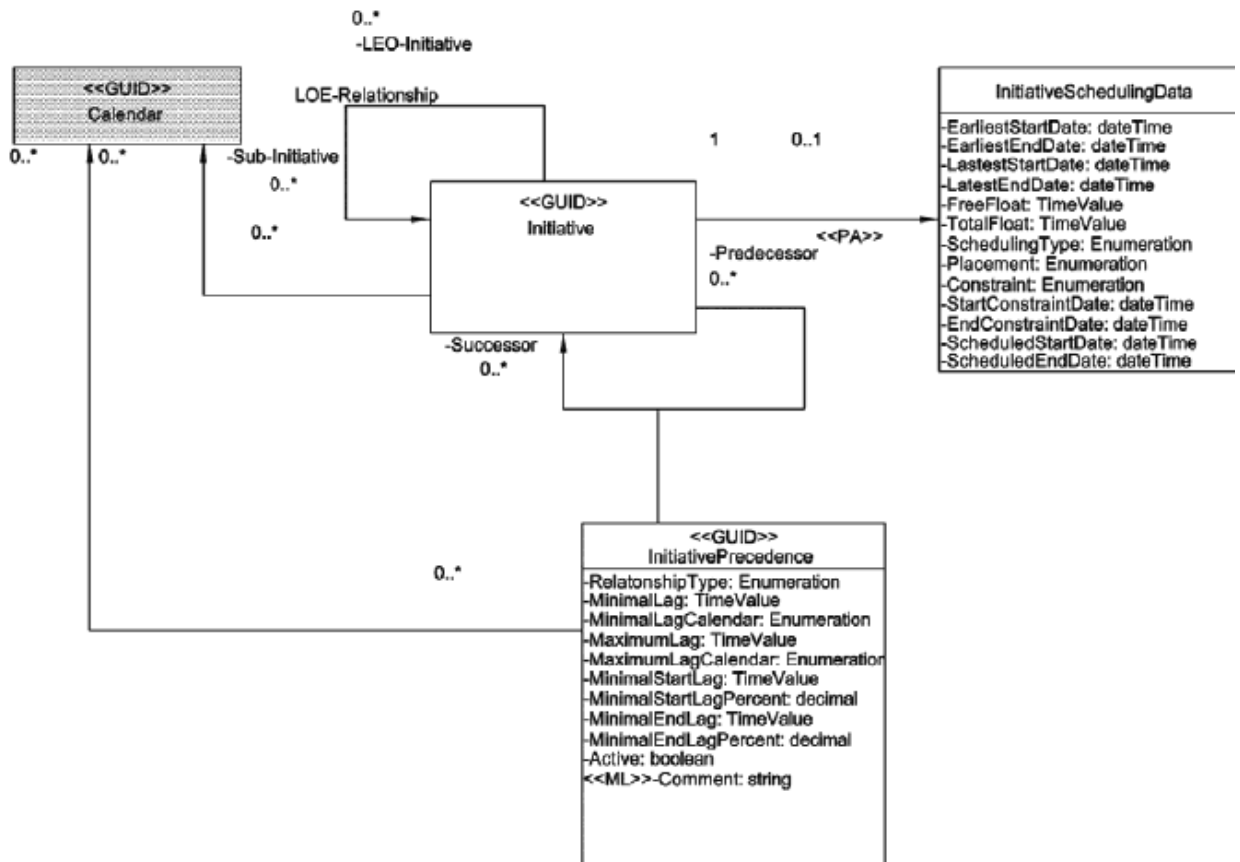 0..*
-LEO-Initiative
<<GUID>>
Calendar
0..*
0..*
LOE-Relationship
-Sub-Initiative
0..*
0..*
<<GUID>>
Initiative
1
0..1
<<PA>>
-Predecessor
0..*
-Successor
0..*
InitiativeSchedulingData
-EarliestStartDate: dateTime
-EarliestEndDate: dateTime
-LastestStartDate: dateTime
-LatestEndDate: dateTime
-FreeFloat: TimeValue
-TotalFloat: TimeValue
-SchedulingType: Enumeration
-Placement: Enumeration
-Constraint: Enumeration
-StartConstraintDate: dateTime
-EndConstraintDate: dateTime
-ScheduledStartDate: dateTime
-ScheduledEndDate: dateTime
0..*
<<GUID>>
InitiativePrecedence
-RelatonshipType: Enumeration
-MinimalLag: TimeValue
-MinimalLagCalendar: Enumeration
-MaximumLag: TimeValue
-MaximumLagCalendar: Enumeration
-MinimalStartLag: TimeValue
-MinimalStartLagPercent: decimal
-MinimalEndLag: TimeValue
-MinimalEndLagPercent: decimal
-Active: boolean
<<ML>>-Comment: string